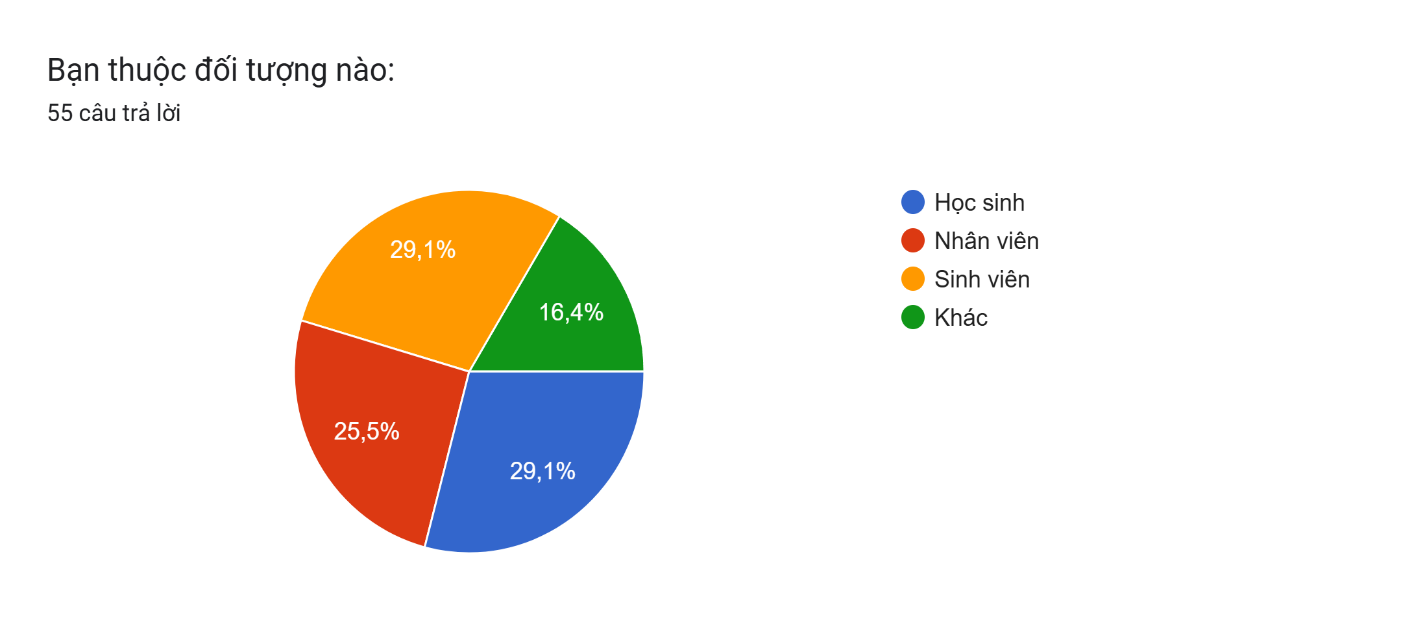 Bạn thuộc đối tượng nào:
55 câu trả lời
29,1%
16,4%
25,5%
29,1%
Học sinh
Nhân viên
Sinh viên
Khác